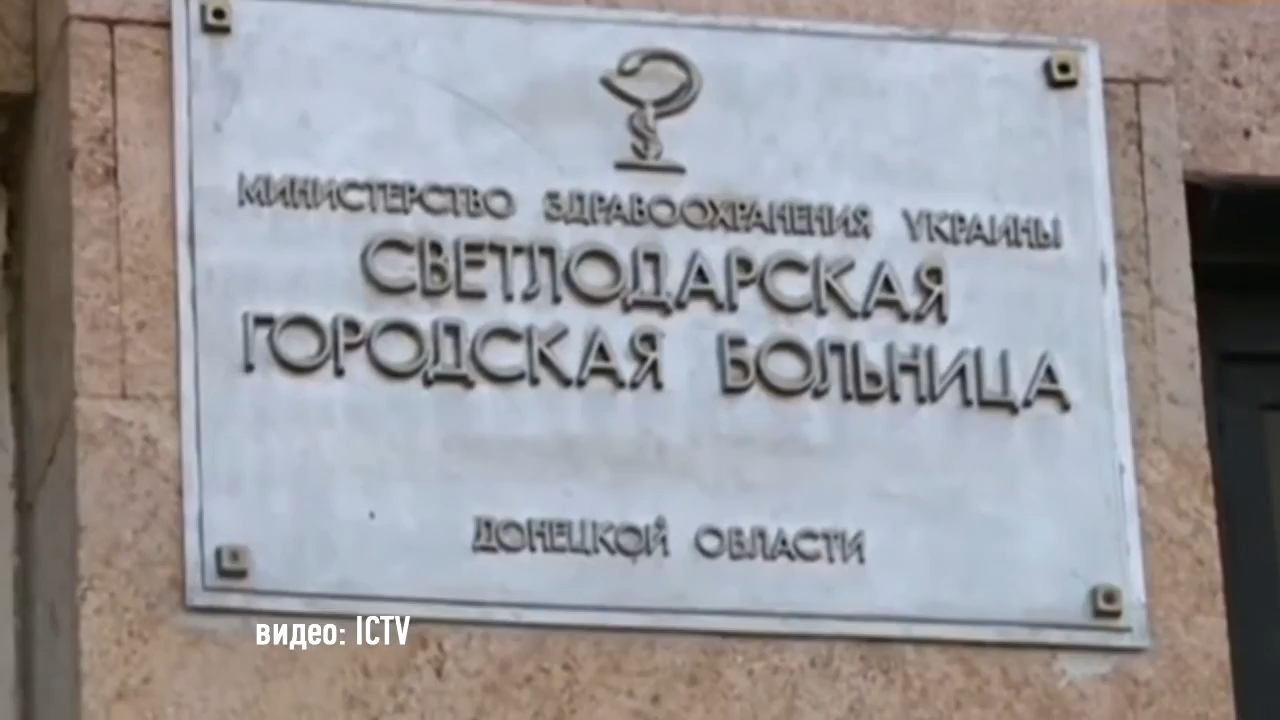 МИНИСТЕРСТВО ЗДРАВООХРАНЕНИЯ УКРАИНЫ
СВЕТЛОДАРСКАЯ
ГОРОДСКАЯ БОЛЬНИЦА
ДОНЕЦКОЙ ОБЛАСТИ
видео: ICTV